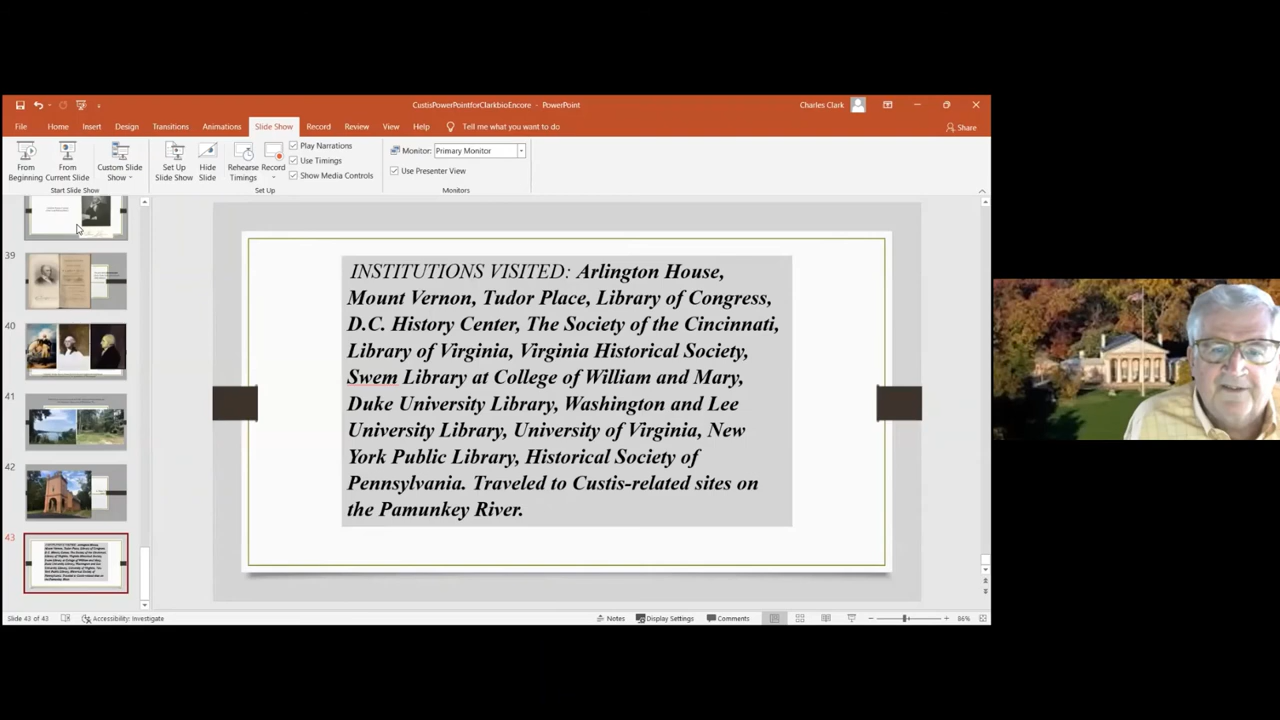 CustisPowerPointforClarkbioEncore - PowerPoint
Charles Clark
File Home Insert Design Transitions Animations Slide Show Record Review View Help Tell me what you want to do
Share
From Beginning
From Current Slide
Custom Slide Show
Set Up Slide Show
Hide Slide
Rehearse Timings
Record
Play Narrations
Use Timings
Show Media Controls
Monitor: Primary Monitor
Use Presenter View
Start Slide Show
Set Up
Monitors
39
40
41
42
43
INSTITUTIONS VISITED: Arlington House,
Mount Vernon, Tudor Place, Library of Congress,
D.C. History Center, The Society of the Cincinnati,
Library of Virginia, Virginia Historical Society,
Swem Library at College of William and Mary,
Duke University Library, Washington and Lee
University Library, University of Virginia, New
York Public Library, Historical Society of
Pennsylvania. Traveled to Custis-related sites on
the Pamunkey River.
Slide 43 of 43
Accessibility: Investigate
Notes
Display Settings
Comments
86%